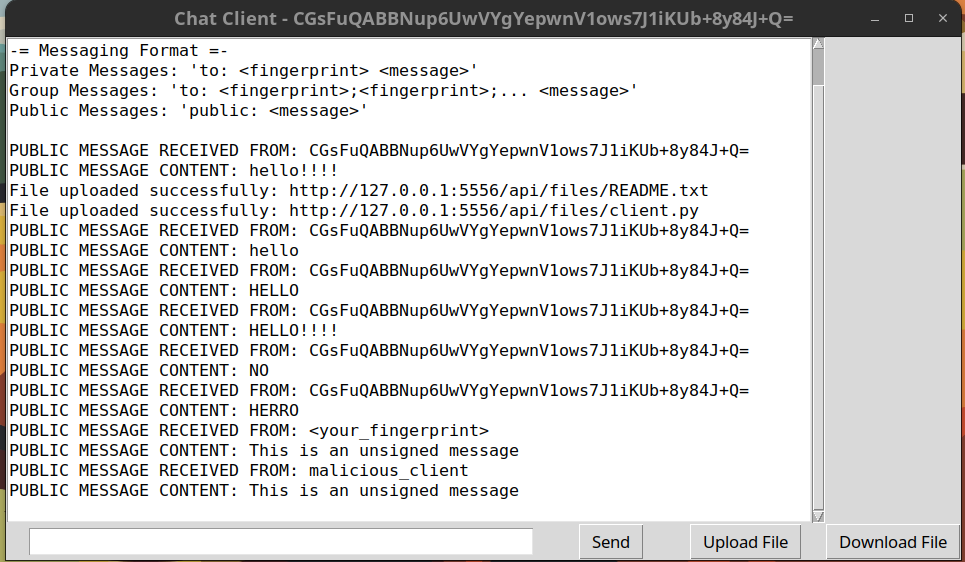 Chat Client - CGsFuQABBNup6UwVYgYepwnV1ows7J1iKUb+8y84J+Q=
-= Messaging Format =-
Private Messages: 'to: <fingerprint> <message>'
Group Messages: 'to: <fingerprint>;<fingerprint>;... <message>'
Public Messages: 'public: <message>'
PUBLIC MESSAGE RECEIVED FROM: CGsFuQABBNup6UwVYgYepwnV1ows7J1iKUb+8y84J+Q=
PUBLIC MESSAGE CONTENT: hello!!!!
File uploaded successfully: http://127.0.0.1:5556/api/files/README.txt
File uploaded successfully: http://127.0.0.1:5556/api/files/client.py
PUBLIC MESSAGE RECEIVED FROM: CGsFuQABBNup6UwVYgYepwnV1ows7J1iKUb+8y84J+Q=
PUBLIC MESSAGE CONTENT: hello
PUBLIC MESSAGE RECEIVED FROM: CGsFuQABBNup6UwVYgYepwnV1ows7J1iKUb+8y84J+Q=
PUBLIC MESSAGE CONTENT: HELLO
PUBLIC MESSAGE RECEIVED FROM: CGsFuQABBNup6UwVYgYepwnV1ows7J1iKUb+8y84J+Q=
PUBLIC MESSAGE CONTENT: HELLO!!!!
PUBLIC MESSAGE RECEIVED FROM: CGsFuQABBNup6UwVYgYepwnV1ows7J1iKUb+8y84J+Q=
PUBLIC MESSAGE CONTENT: NO
PUBLIC MESSAGE RECEIVED FROM: CGsFuQABBNup6UwVYgYepwnV1ows7J1iKUb+8y84J+Q=
PUBLIC MESSAGE CONTENT: HERRO
PUBLIC MESSAGE RECEIVED FROM: <your_fingerprint>
PUBLIC MESSAGE CONTENT: This is an unsigned message
PUBLIC MESSAGE RECEIVED FROM: malicious_client
PUBLIC MESSAGE CONTENT: This is an unsigned message
Send
Upload File
Download File